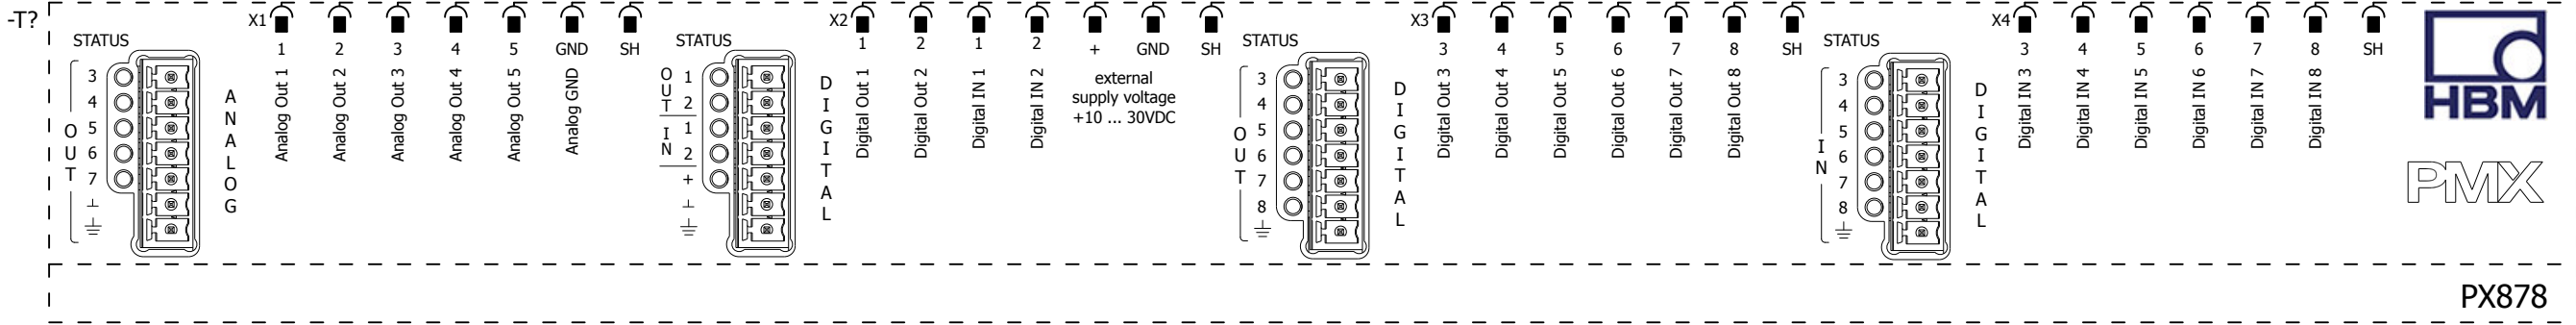 -T?
STATUS
3
4
5
6
7
OUT
ANALOG
X1
1 2 3 4 5 GND SH
Analog Out 1
Analog Out 2
Analog Out 3
Analog Out 4
Analog Out 5
Analog GND
STATUS
OUT
1
2
IN
1
2
+
DIGITAL
X2
1 2 1 2 + GND SH
Digital Out 1
Digital Out 2
Digital IN 1
Digital IN 2
external
supply voltage
+10 ... 30VDC
STATUS
3
4
5
6
7
8
OUT
DIGITAL
X3
3 4 5 6 7 8 SH
Digital Out 3
Digital Out 4
Digital Out 5
Digital Out 6
Digital Out 7
Digital Out 8
STATUS
3
4
5
6
7
8
IN
DIGITAL
X4
3 4 5 6 7 8 SH
Digital IN 3
Digital IN 4
Digital IN 5
Digital IN 6
Digital IN 7
Digital IN 8
HBM
PMX
PX878